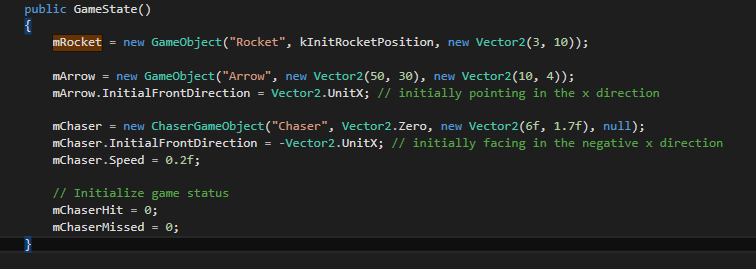 public GameState()
{
mRocket = new GameObject("Rocket", kInitRocketPosition, new Vector2(3, 10));
mArrow = new GameObject("Arrow", new Vector2(50, 30), new Vector2(10, 4));
mArrow.InitialFrontDirection = Vector2.UnitX; // initially pointing in the x direction
mChaser = new ChaserGameObject("Chaser", Vector2.Zero, new Vector2(6f, 1.7f), null);
mChaser.InitialFrontDirection = -Vector2.UnitX; // initially facing in the negative x direction
mChaser.Speed = 0.2f;
// Initialize game status
mChaserHit = 0;
mChaserMissed = 0;
}